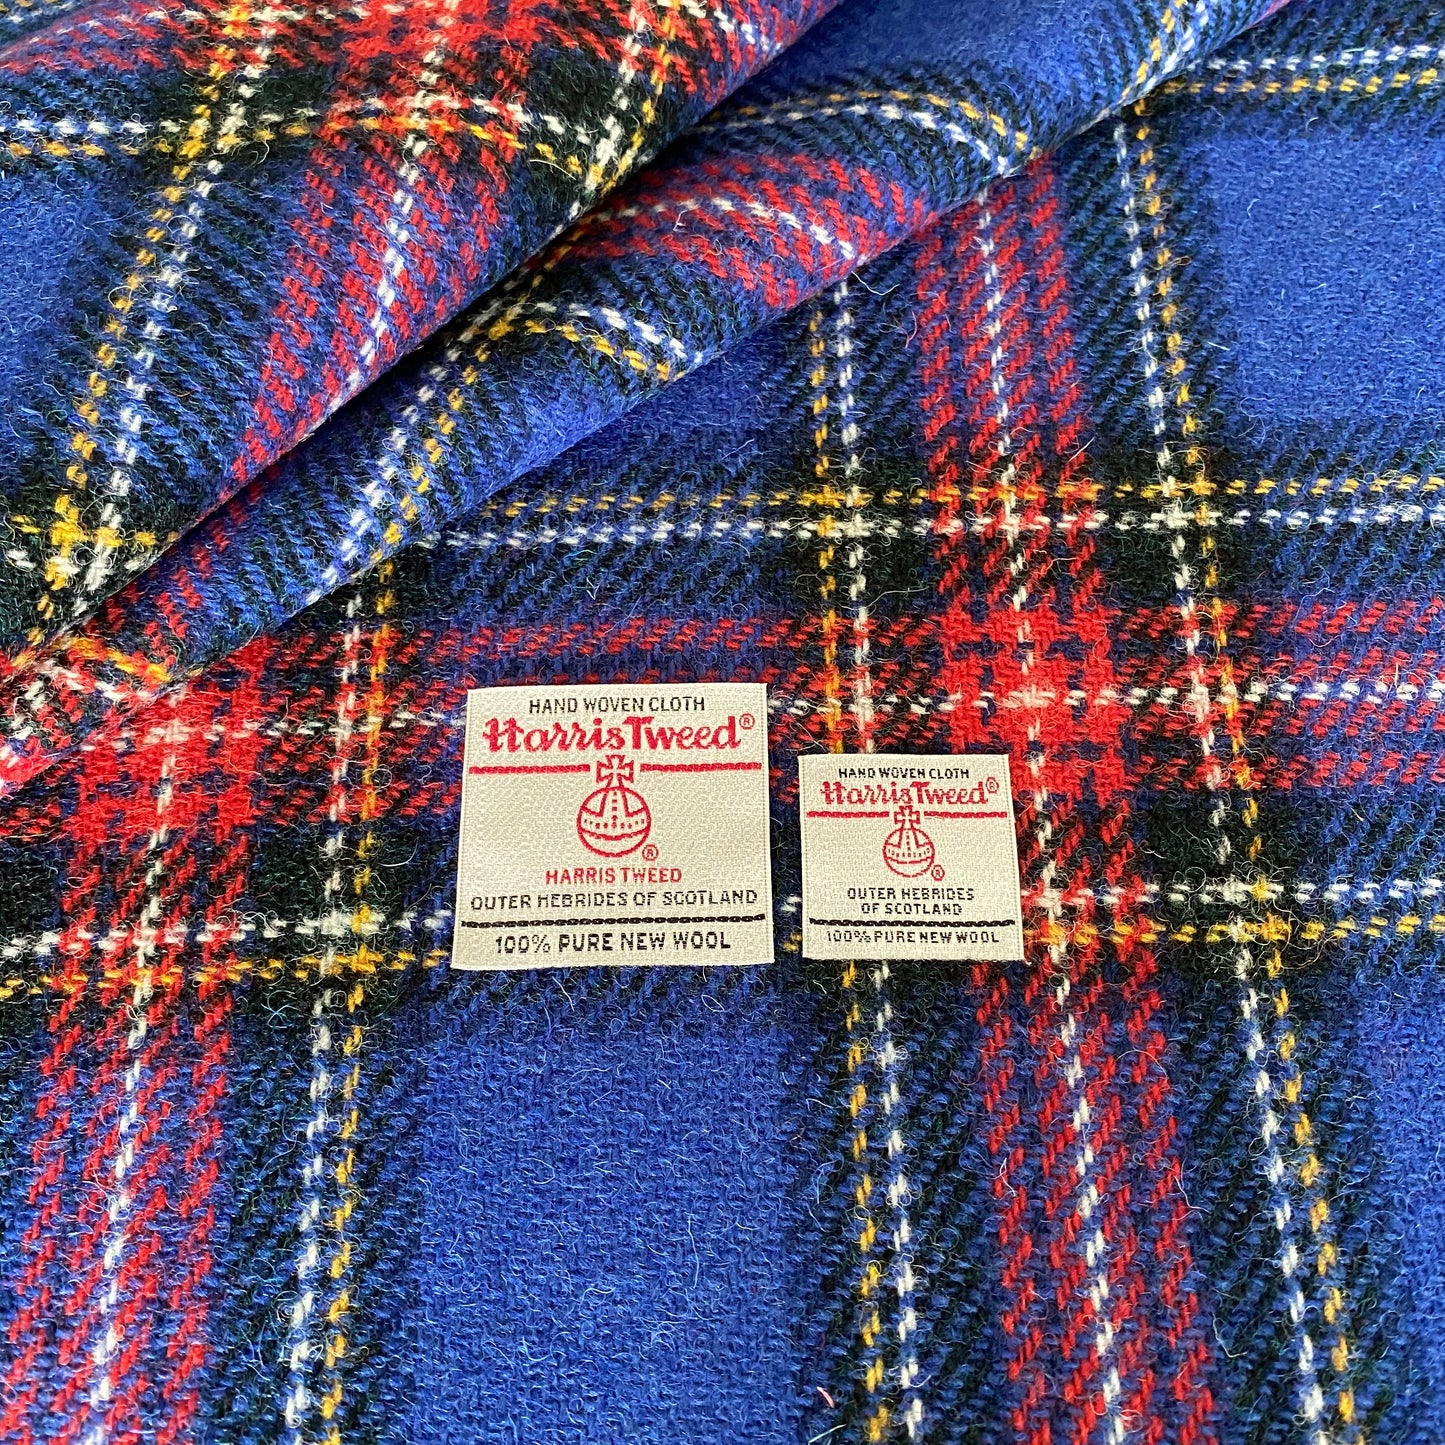 HAND WOVEN CLOTH
Harris Tweed®
®
HARRIS TWEED
OUTER HEBRIDES OF SCOTLAND
100% PURE NEW WOOL
HAND WOVEN CLOTH
Harris Tweed®
®
OUTER HEBRIDES
OF SCOTLAND
100% PURE NEW WOOL